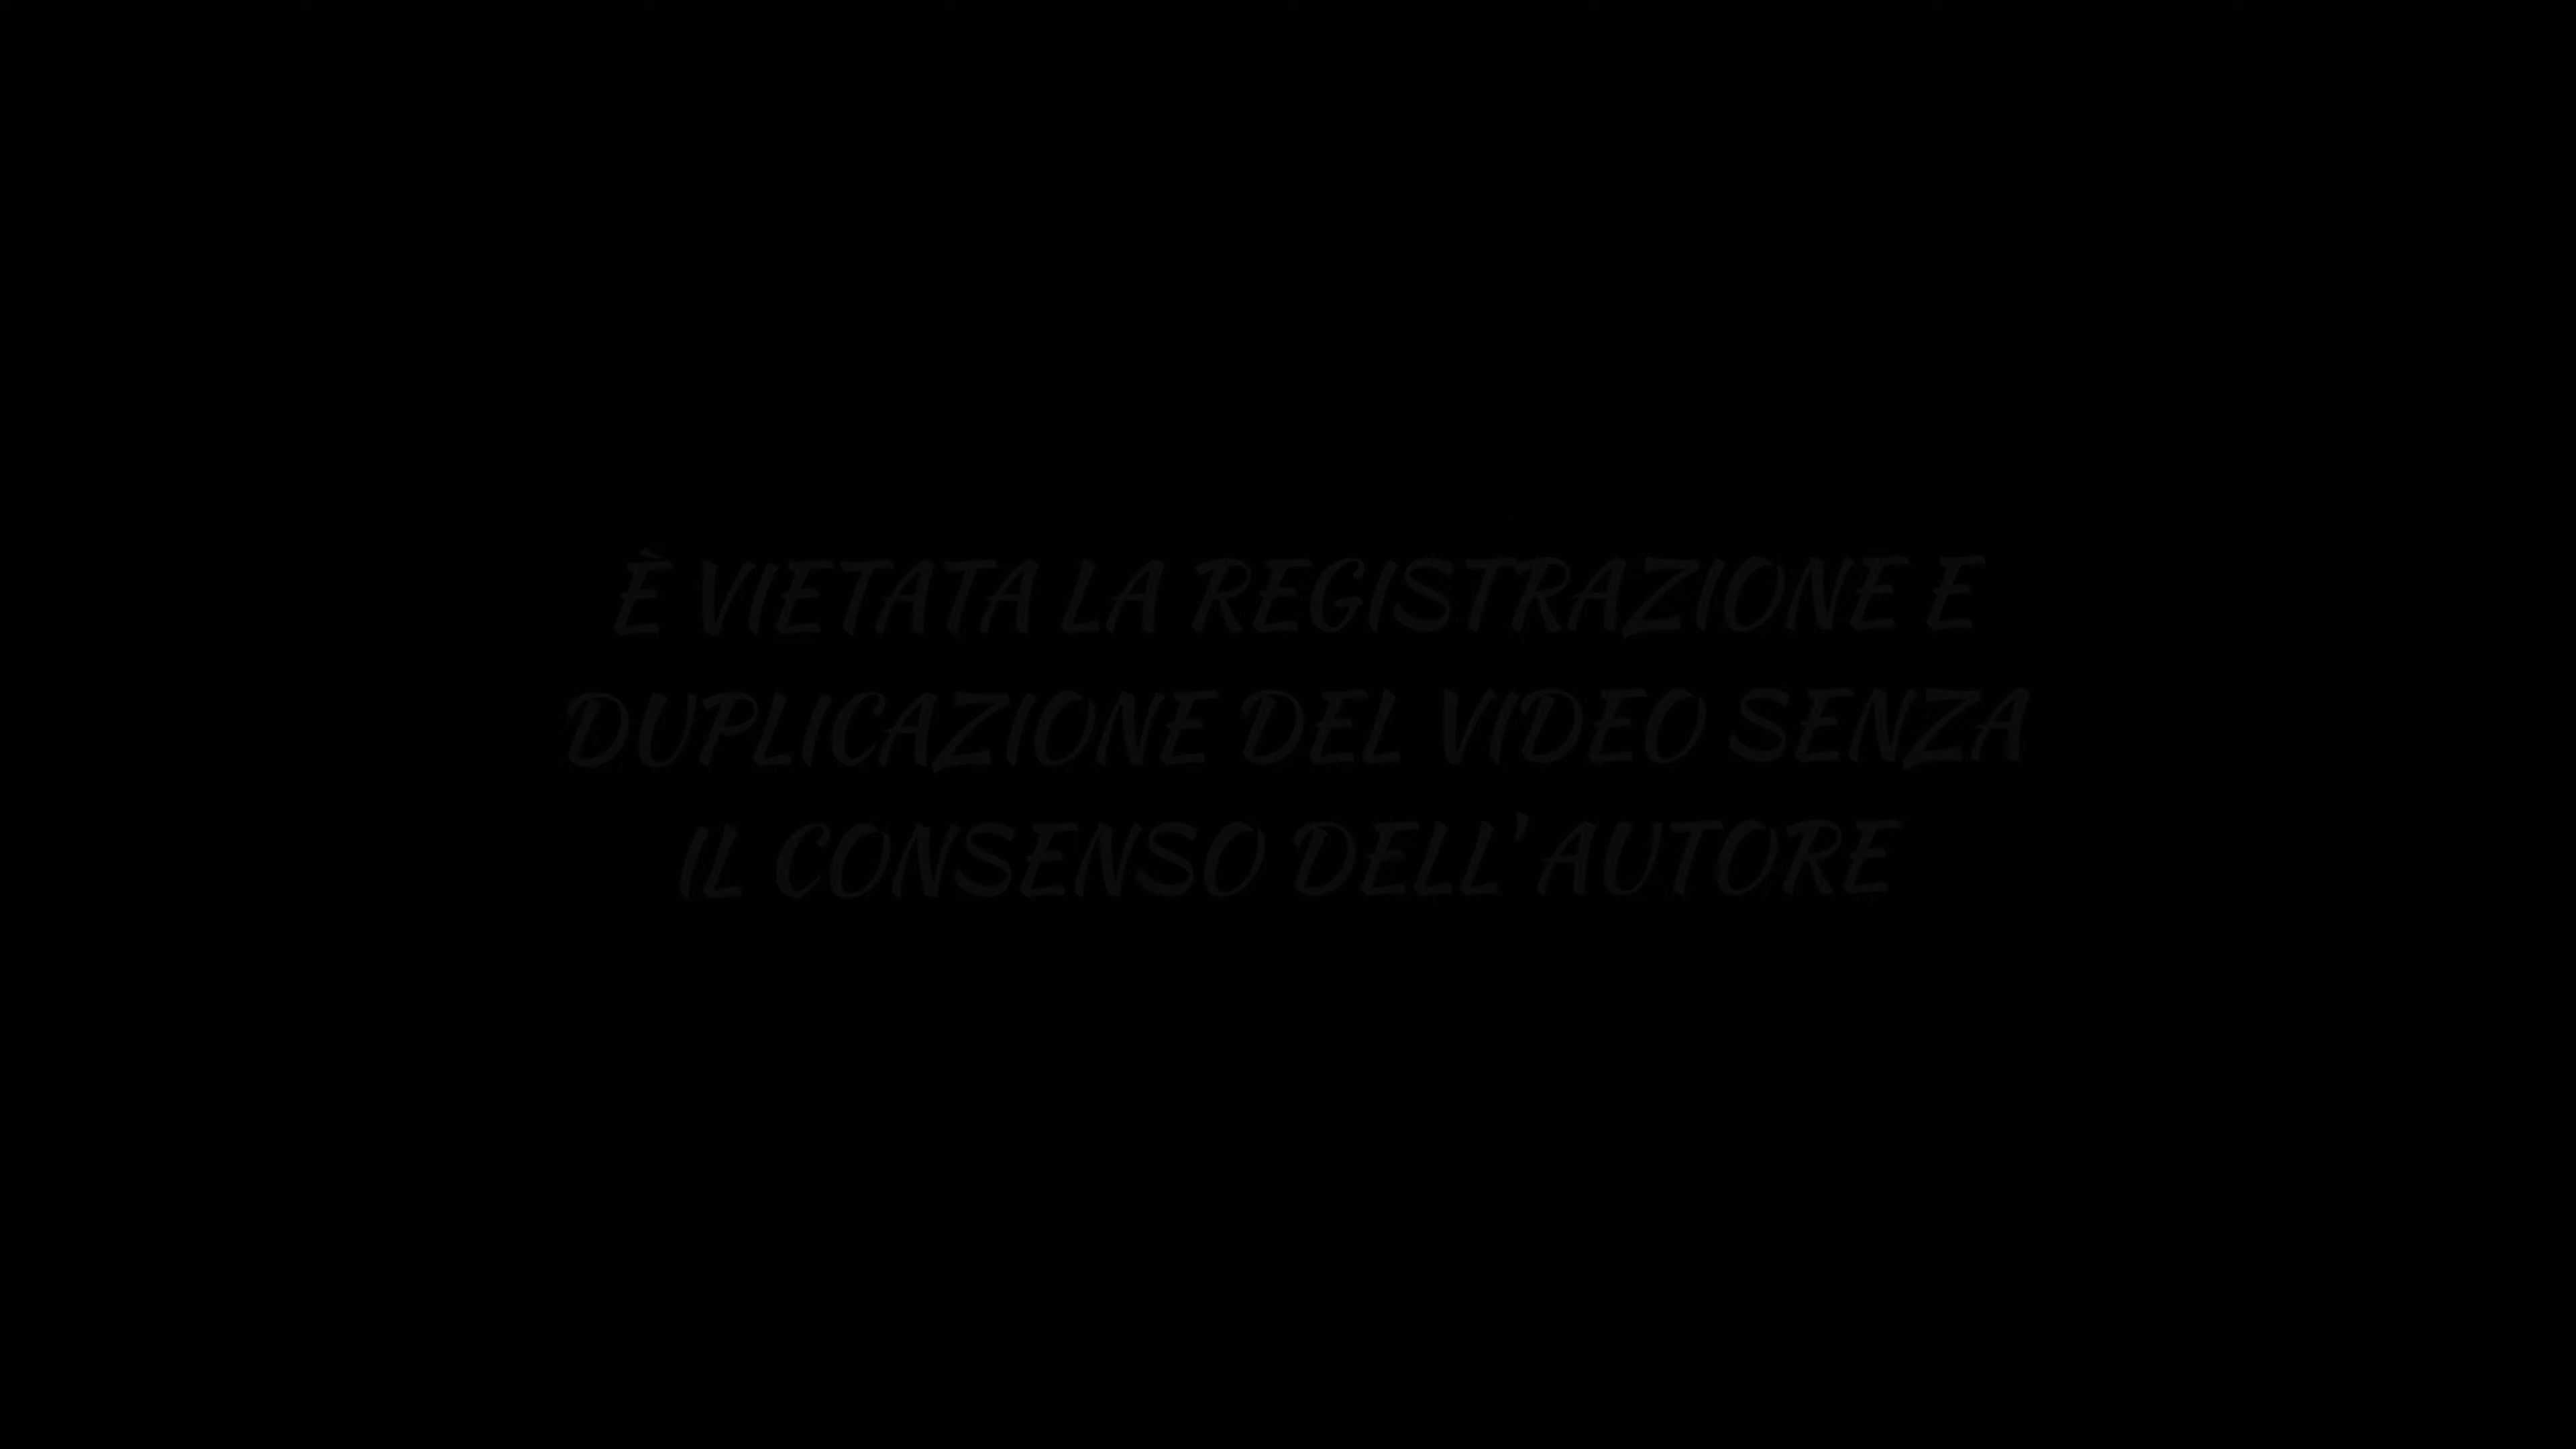 È VIETATA LA REGISTRAZIONE E
DUPLICAZIONE DEL VIDEO SENZA
IL CONSENSO DELL'AUTORE